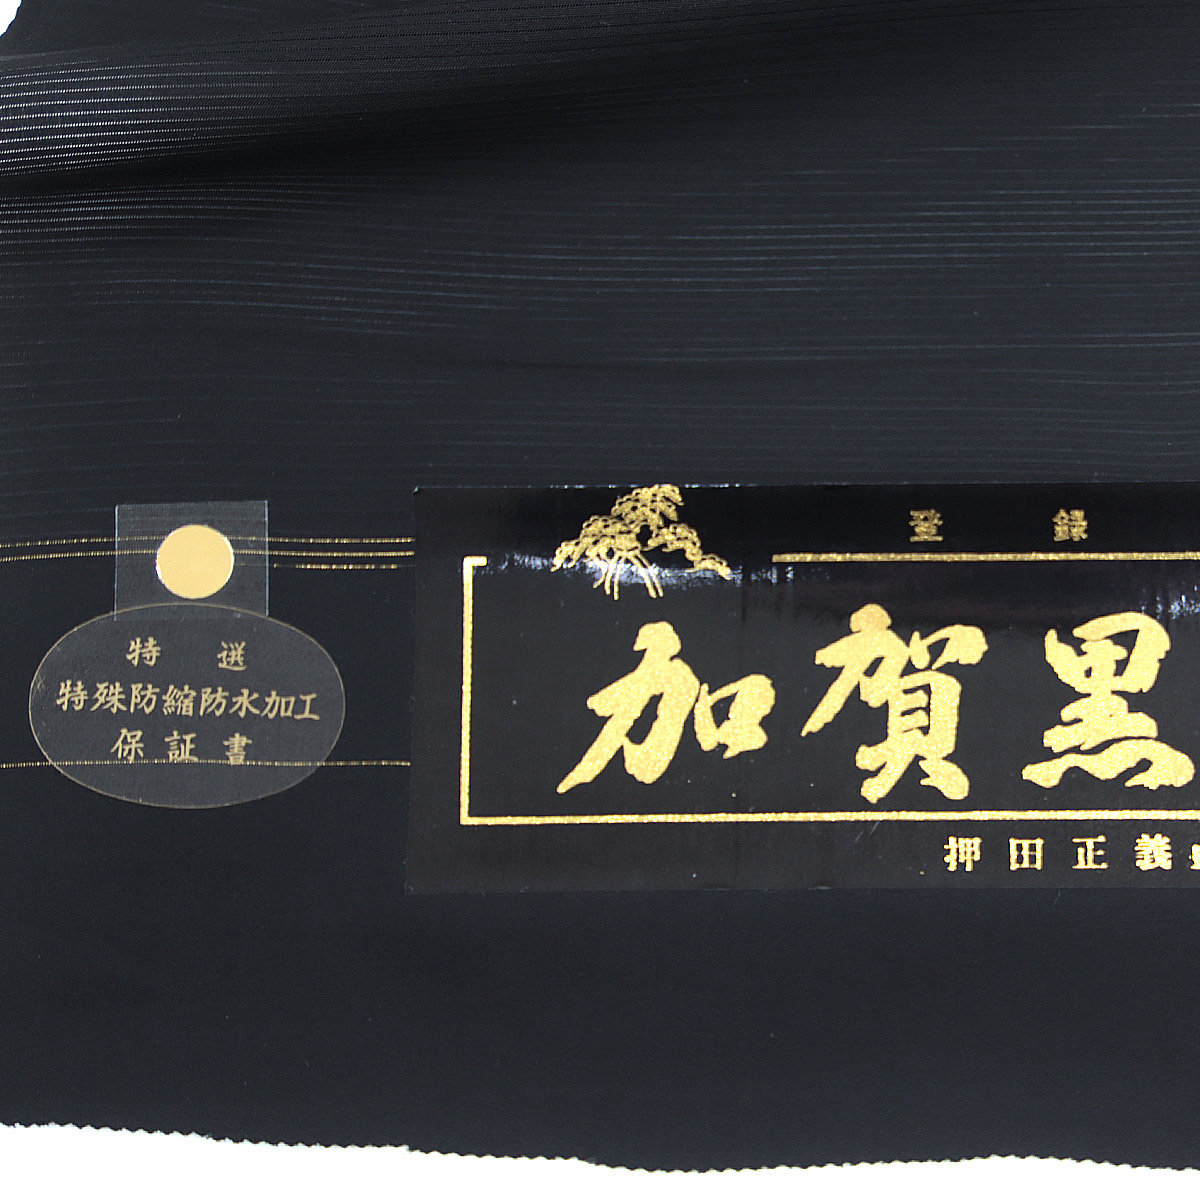 特選
特殊防縮防水加工
保証書
登録
加賀黒
押田正義